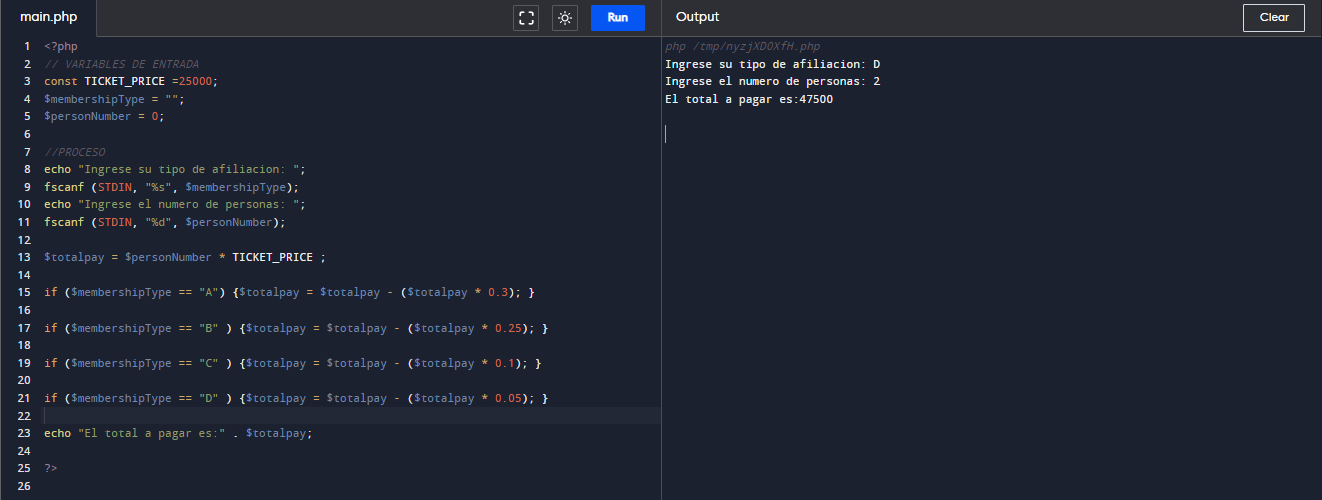 main.php
Run
Output
Clear
1 <?php
2 // VARIABLES DE ENTRADA
3 const TICKET_PRICE =25000;
4 $membershipType = "";
5 $personNumber = 0;
6
7 //PROCESO
8 echo "Ingrese su tipo de afiliacion: ";
9 fscanf (STDIN, "%s", $membershipType);
10 echo "Ingrese el numero de personas: ";
11 fscanf (STDIN, "%d", $personNumber);
12
13 $totalpay = $personNumber * TICKET_PRICE ;
14
15 if ($membershipType == "A") {$totalpay = $totalpay - ($totalpay * 0.3); }
16
17 if ($membershipType == "B" ) {$totalpay = $totalpay - ($totalpay * 0.25); }
18
19 if ($membershipType == "C" ) {$totalpay = $totalpay - ($totalpay * 0.1); }
20
21 if ($membershipType == "D" ) {$totalpay = $totalpay - ($totalpay * 0.05); }
22
23 echo "El total a pagar es:" . $totalpay;
24
25 ?>
26
php /tmp/nyzjXDOXfH.php
Ingrese su tipo de afiliacion: D
Ingrese el numero de personas: 2
El total a pagar es:47500